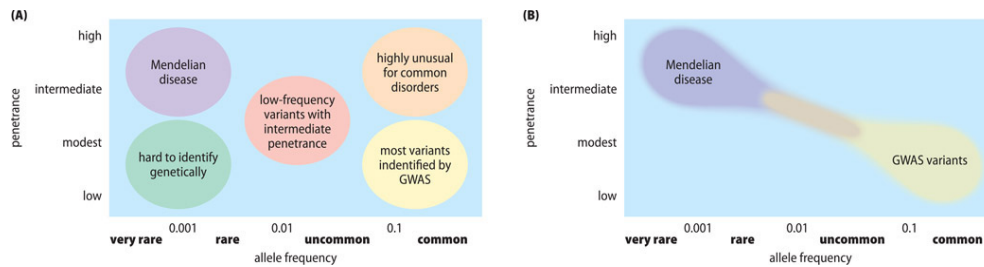 (A)
high
intermediate
modest
low
penetrance
Mendelian
disease
hard to identify
genetically
low-frequency
variants with
intermediate
penetrance
highly unusual
for common
disorders
most variants
indentified by
GWAS
0.001
0.01
0.1
very rare
rare
uncommon
common
allele frequency
(B)
high
intermediate
modest
low
penetrance
Mendelian
disease
GWAS variants
0.001
0.01
0.1
very rare
rare
uncommon
common
allele frequency